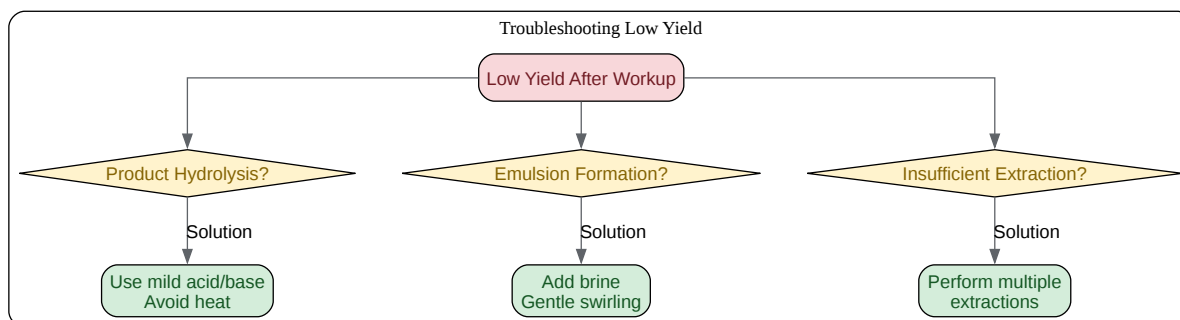 Troubleshooting Low Yield
Low Yield After Workup
Product Hydrolysis?
Emulsion Formation?
Insufficient Extraction?
Solution
Solution
Solution
Use mild acid/base
Avoid heat
Add brine
Gentle swirling
Perform multiple
extractions